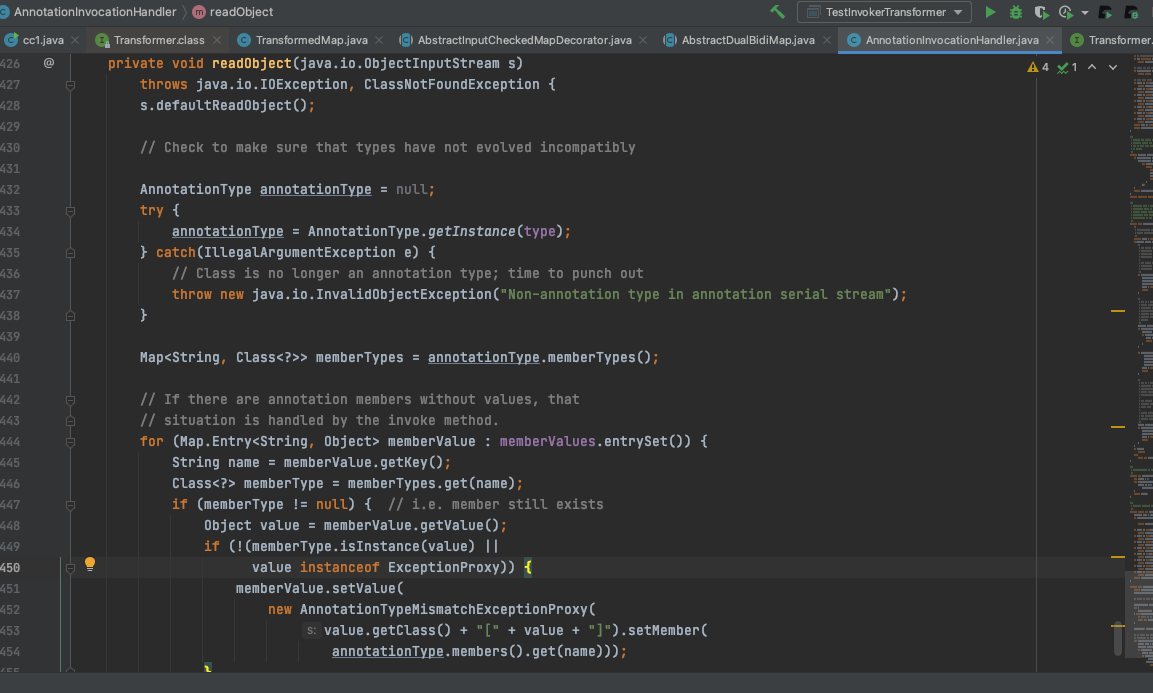 AnnotationInvocationHandler m readObject TestInvokerTransformer
cc1.java Transformer.class TransformedMap.java AbstractInputCheckedMapDecorator.java AbstractDualBidiMap.java AnnotationInvocationHandler.java Transformer.
426 @ private void readObject(java.io.ObjectInputStream s) 4 1
427 throws java.io.IOException, ClassNotFoundException {
428 s.defaultReadObject();
429
430 // Check to make sure that types have not evolved incompatibly
431
432 AnnotationType annotationType = null;
433 try {
434 annotationType = AnnotationType.getInstance(type);
435 } catch(IllegalArgumentException e) {
436 // Class is no longer an annotation type; time to punch out
437 throw new java.io.InvalidObjectException("Non-annotation type in annotation serial stream");
438 }
439
440 Map<String, Class<?>> memberTypes = annotationType.memberTypes();
441
442 // If there are annotation members without values, that
443 // situation is handled by the invoke method.
444 for (Map.Entry<String, Object> memberValue : memberValues.entrySet()) {
445 String name = memberValue.getKey();
446 Class<?> memberType = memberTypes.get(name);
447 if (memberType != null) { // i.e. member still exists
448 Object value = memberValue.getValue();
449 if (!(memberType.isInstance(value) ||
450 value instanceof ExceptionProxy)) {
451 memberValue.setValue(
452 new AnnotationTypeMismatchExceptionProxy(
453 s: value.getClass() + "[" + value + "]").setMember(
454 annotationType.members().get(name)));
455 }